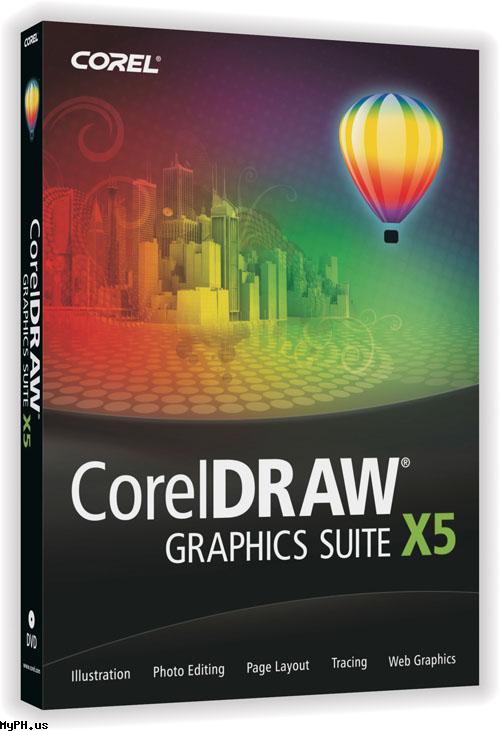 COREL®
COREL
CorelDRAW
GRAPHICS SUITE X5
CorelDRAW®
GRAPHICS SUITE X5
DVD
www.corel.com
Illustration Photo Editing Page Layout Tracing Web Graphics
MyPH.us